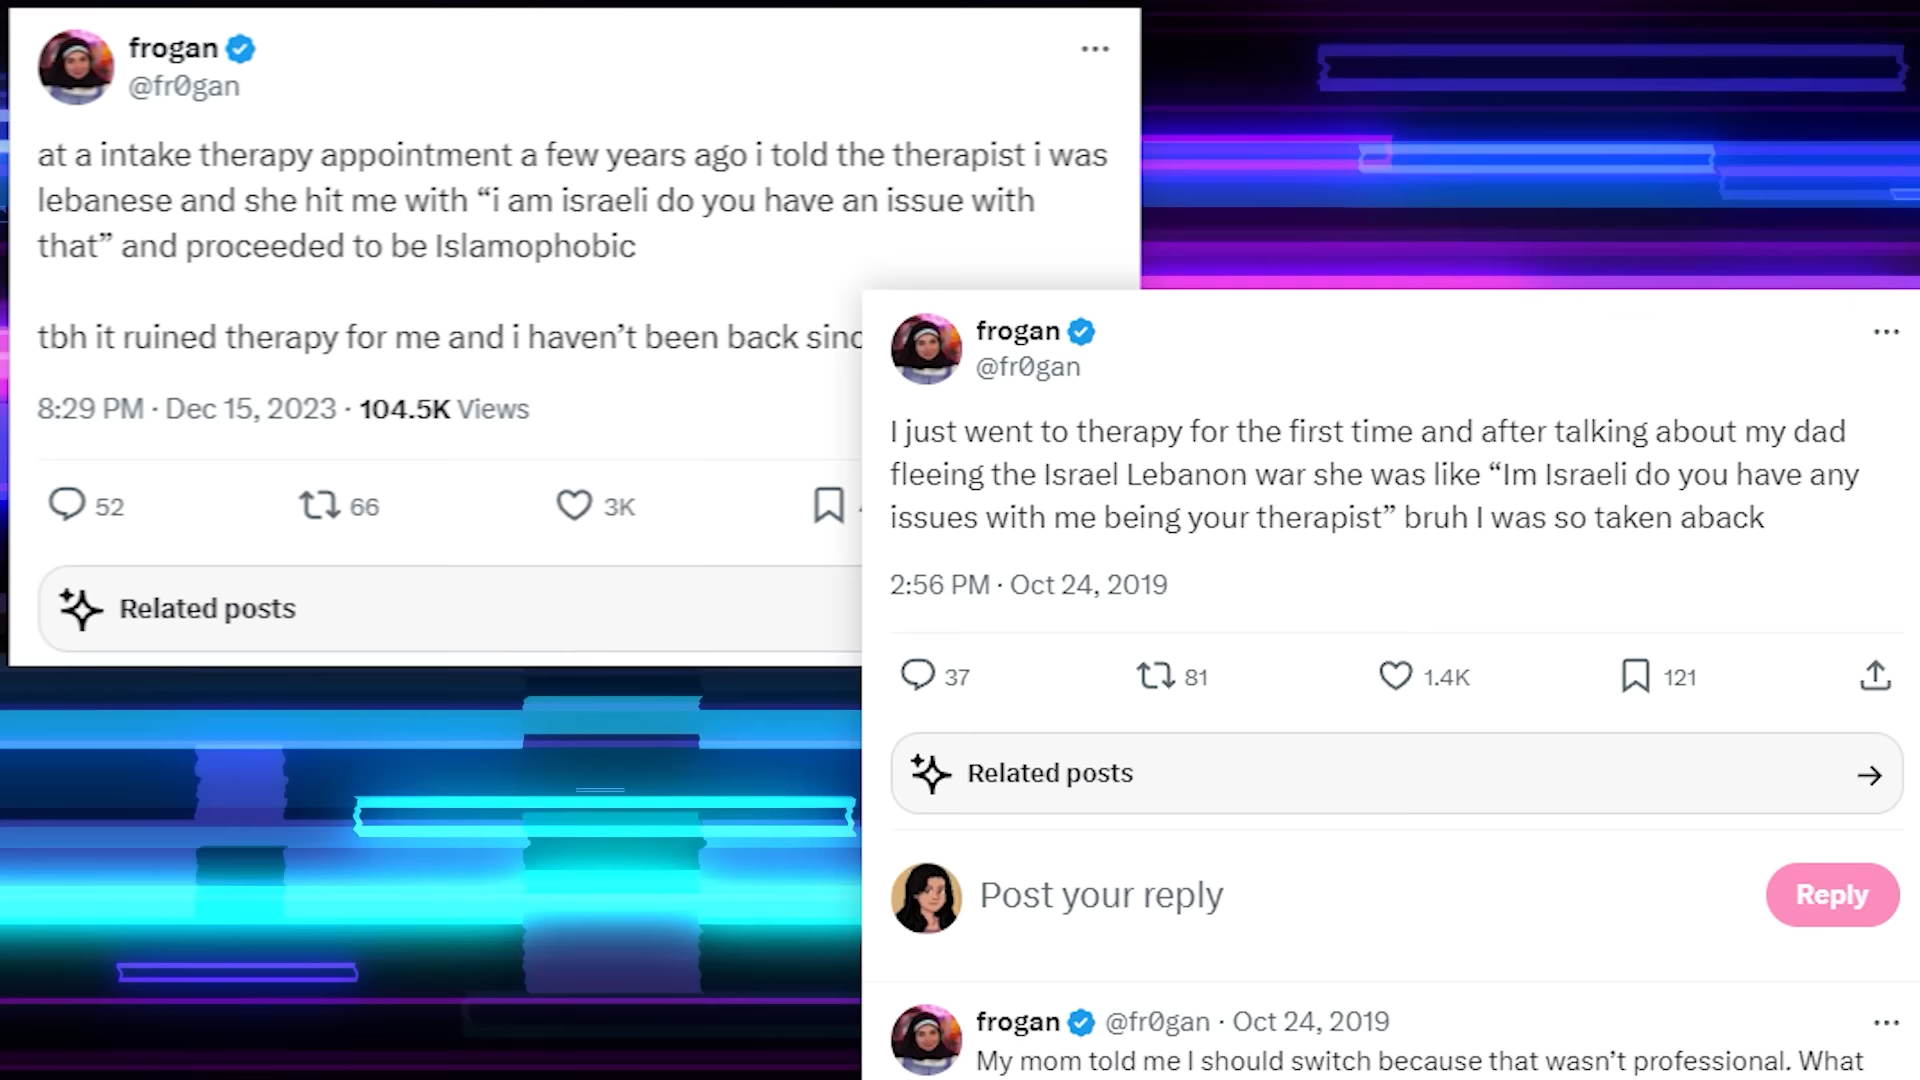 frogan
@fr0gan
at a intake therapy appointment a few years ago i told the therapist i was
lebanese and she hit me with “i am israeli do you have an issue with
that” and proceeded to be Islamophobic
tbh it ruined therapy for me and i haven’t been back sinc
8:29 PM · Dec 15, 2023 · 104.5K Views
52 66 3K
Related posts
frogan
@fr0gan
I just went to therapy for the first time and after talking about my dad
fleeing the Israel Lebanon war she was like “Im Israeli do you have any
issues with me being your therapist” bruh I was so taken aback
2:56 PM · Oct 24, 2019
37 81 1.4K 121
Related posts
Post your reply
Reply
frogan @fr0gan · Oct 24, 2019
My mom told me I should switch because that wasn’t professional. What